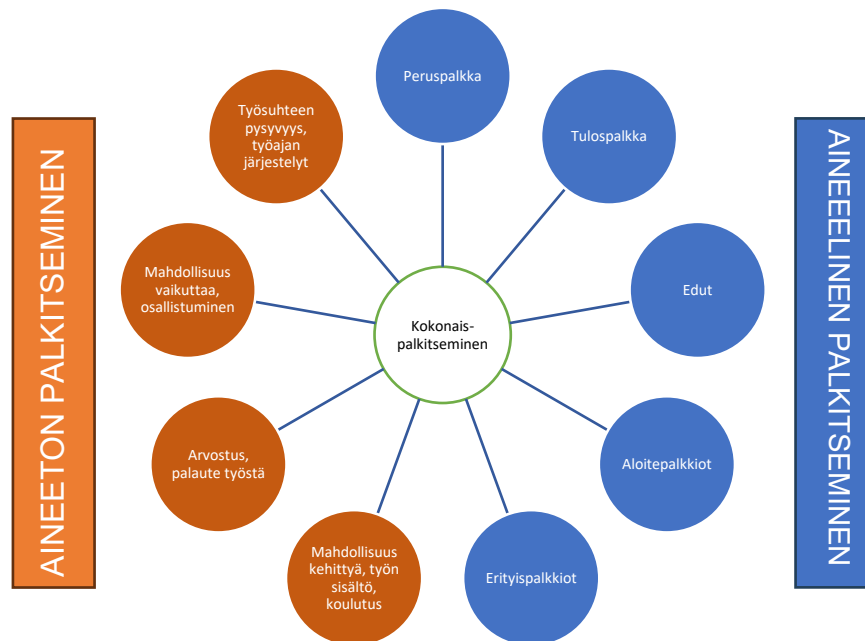 AINEETON PALKITSEMINEN
Peruspalkka
Tulospalkka
Edut
Aloitepalkkiot
Erityispalkkiot
Mahdollisuus
kehittyä, työn
sisältö,
koulutus
Arvostus,
palaute työstä
Mahdollisuus
vaikuttaa,
osallistuminen
Työsuhteen
pysyvyys,
työajan
järjestelyt
Kokonais-
palkitseminen
AINEEELINEN PALKITSEMINEN